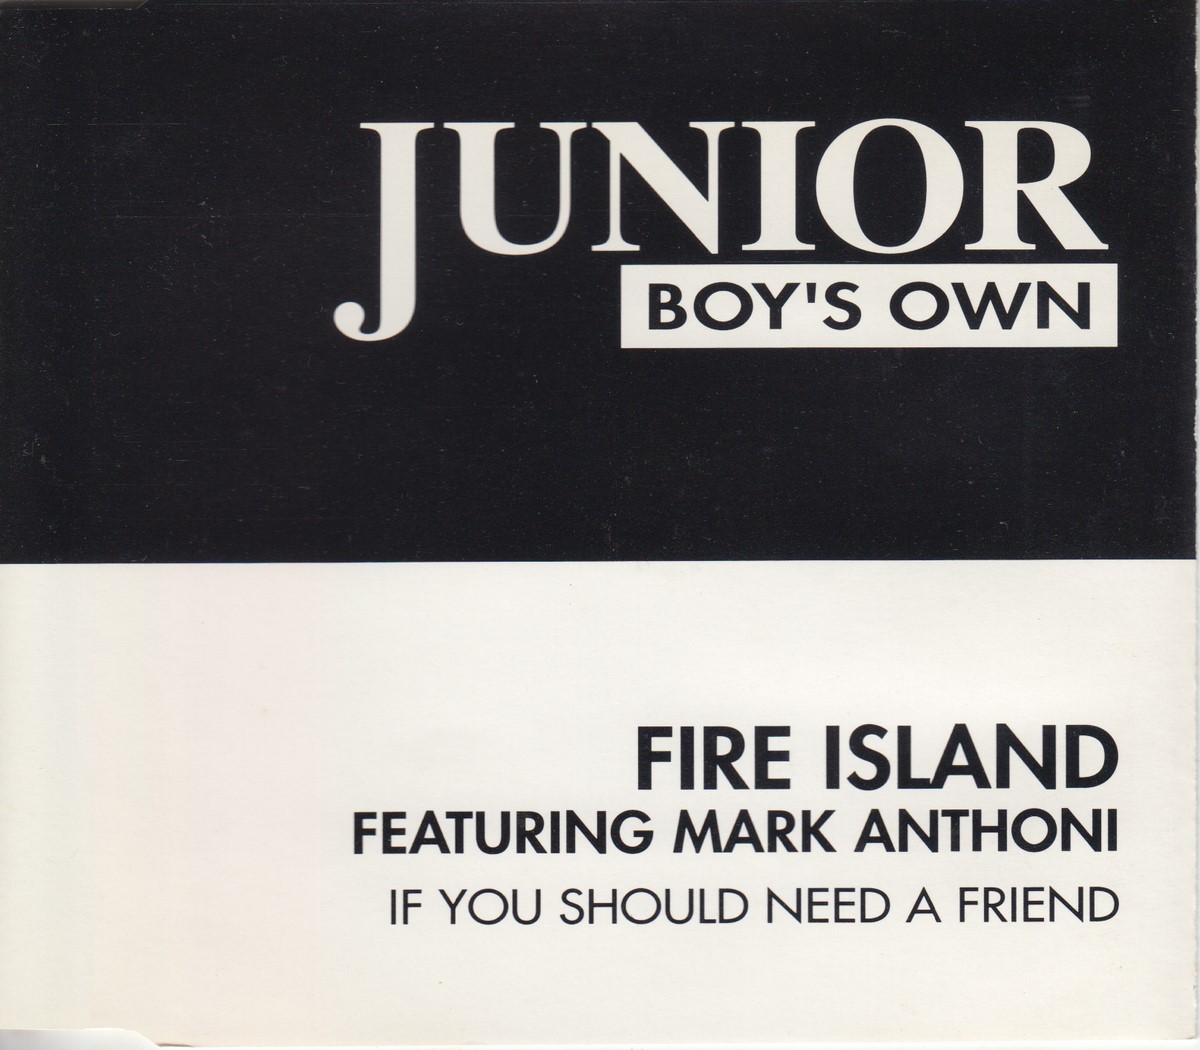 JUNIOR
BOY'S OWN
FIRE ISLAND
FEATURING MARK ANTHONI
IF YOU SHOULD NEED A FRIEND